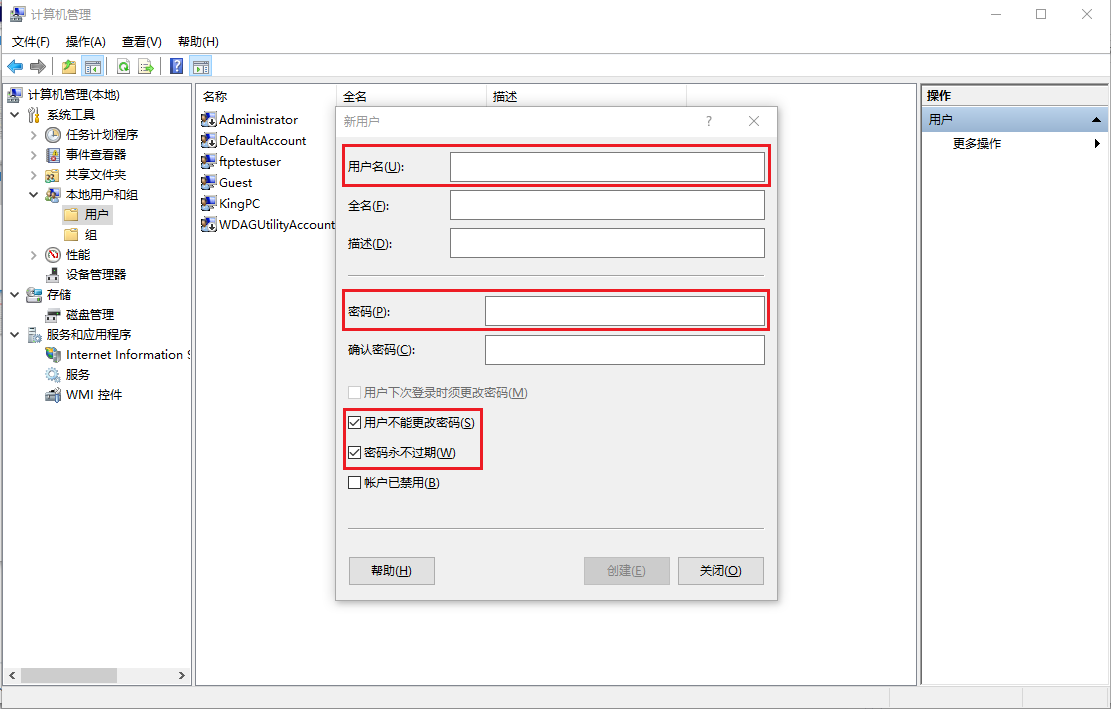 计算机管理
文件(F) 操作(A) 查看(V) 帮助(H)
计算机管理(本地)
系统工具
任务计划程序
事件查看器
共享文件夹
本地用户和组
用户
组
性能
设备管理器
存储
磁盘管理
服务和应用程序
Internet Information S
服务
WMI 控件
名称 全名 描述
Administrator
DefaultAccount
ftptestuser
Guest
KingPC
WDAGUtilityAccount
新用户 ?
用户名(U):
全名(F):
描述(D):
密码(P):
确认密码(C):
用户下次登录时须更改密码(M)
用户不能更改密码(S)
密码永不过期(W)
帐户已禁用(B)
帮助(H) 创建(E) 关闭(O)
操作
用户
更多操作